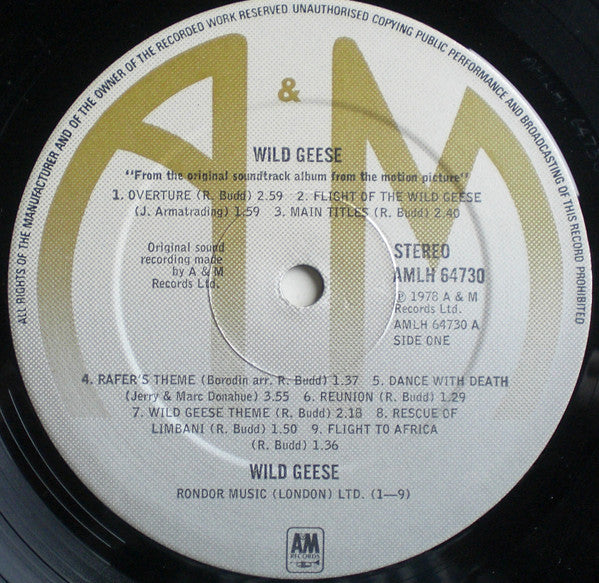 ALL RIGHTS OF THE MANUFACTURER AND OF THE OWNER OF THE RECORDED WORK RESERVED UNAUTHORISED COPYING PUBLIC PERFORMANCE AND BROADCASTING OF THIS RECORD PROHIBITED
A & M
WILD GEESE
"From the original soundtrack album from the motion picture"
1. OVERTURE (R. Budd) 2.59 2. FLIGHT OF THE WILD GEESE
(J. Armatrading) 1.59 3. MAIN TITLES (R. Budd) 2.40
Original sound
recording made
by A & M
Records Ltd.
STEREO
AMLH 64730
℗ 1978 A & M
Records Ltd.
AMLH 64730 A
SIDE ONE
4. RAFER'S THEME (Borodin arr. R. Budd) 1.37 5. DANCE WITH DEATH
(Jerry & Marc Donahue) 3.55 6. REUNION (R. Budd) 1.29
7. WILD GEESE THEME (R. Budd) 2.18 8. RESCUE OF
LIMBANI (R. Budd) 1.50 9. FLIGHT TO AFRICA
(R. Budd) 1.36
WILD GEESE
RONDOR MUSIC (LONDON) LTD. (1—9)
AM
RECORDS